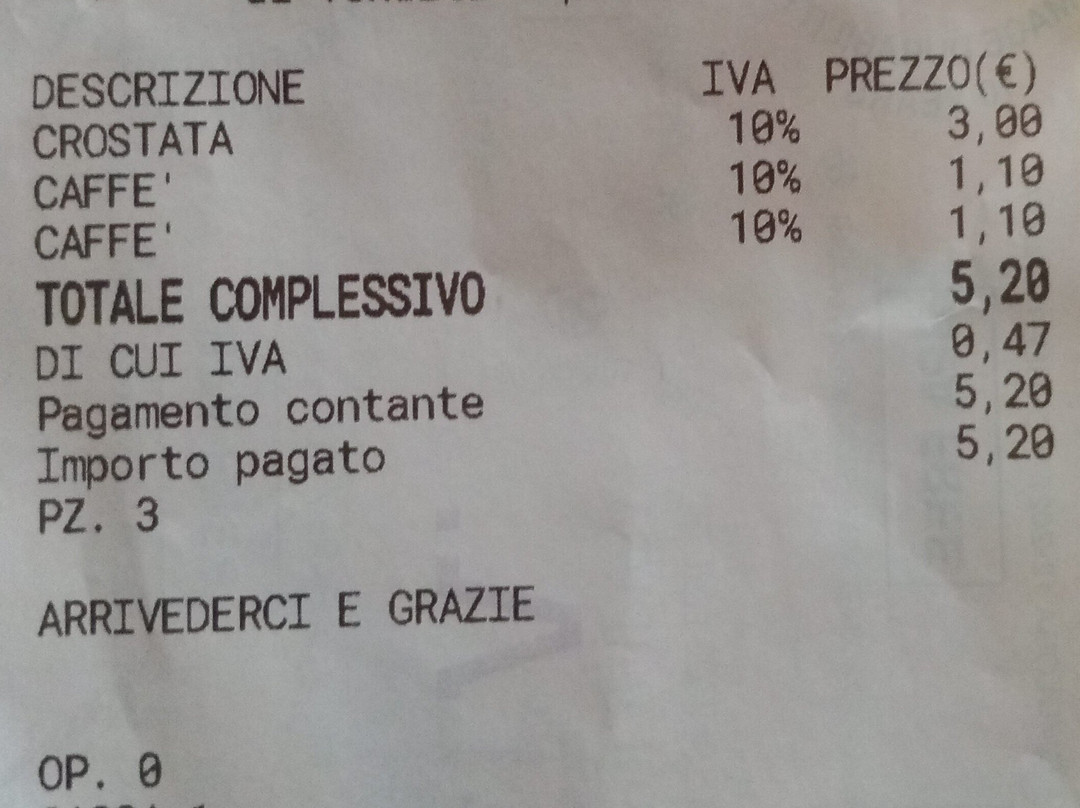 DESCRIZIONE IVA PREZZO(€)
CROSTATA 10% 3,00
CAFFE' 10% 1,10
CAFFE' 10% 1,10
TOTALE COMPLESSIVO 5,20
DI CUI IVA 0,47
Pagamento contante 5,20
Importo pagato 5,20
PZ. 3
ARRIVEDERCI E GRAZIE
OP. 0